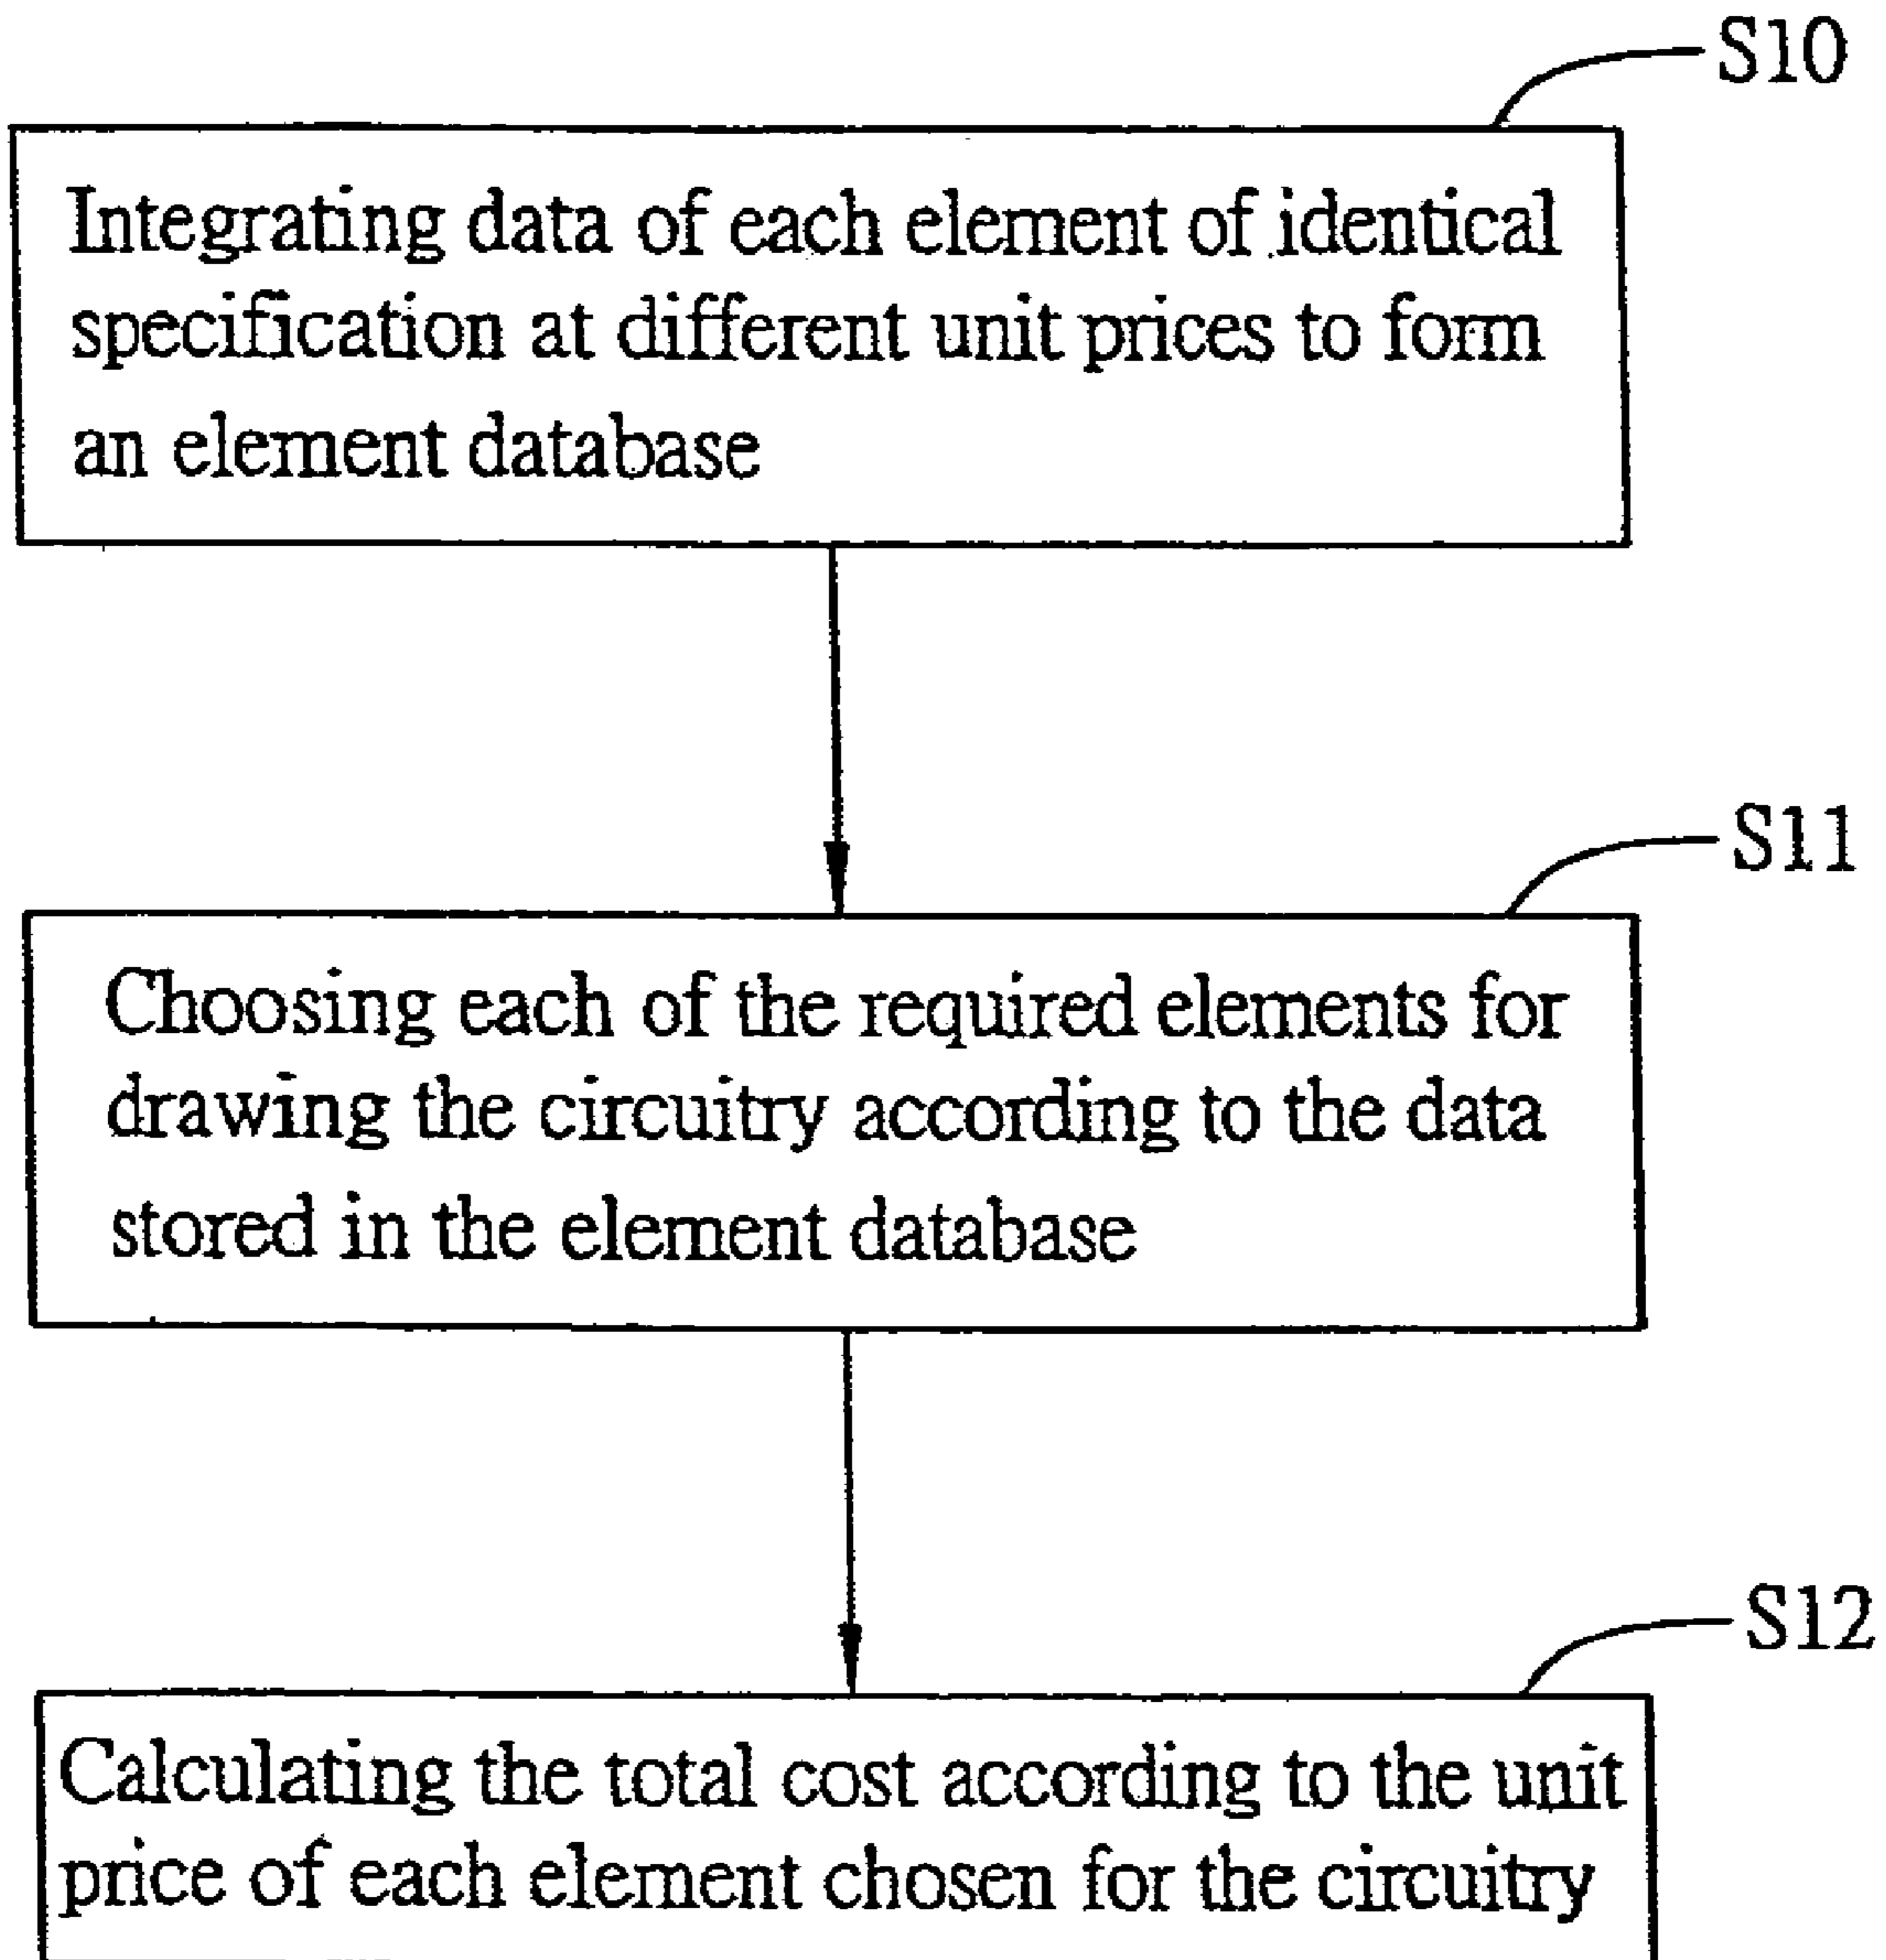 S10
Integrating data of each element of identical
specification at different unit prices to form
an element database
S11
Choosing each of the required elements for
drawing the circuitry according to the data
stored in the element database
S12
Calculating the total cost according to the unit
price of each element chosen for the circuitry